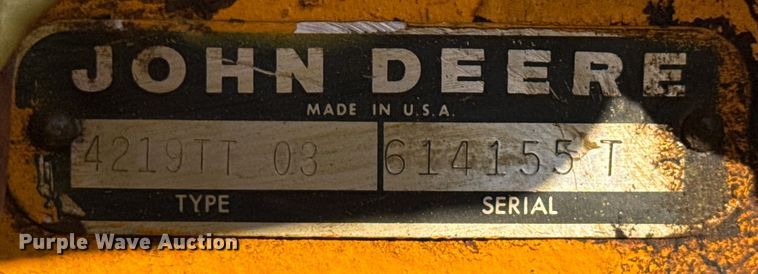 JOHN DEERE
MADE IN U.S.A.
4219TT 03 614155 T
TYPE SERIAL
Purple Wave Auction